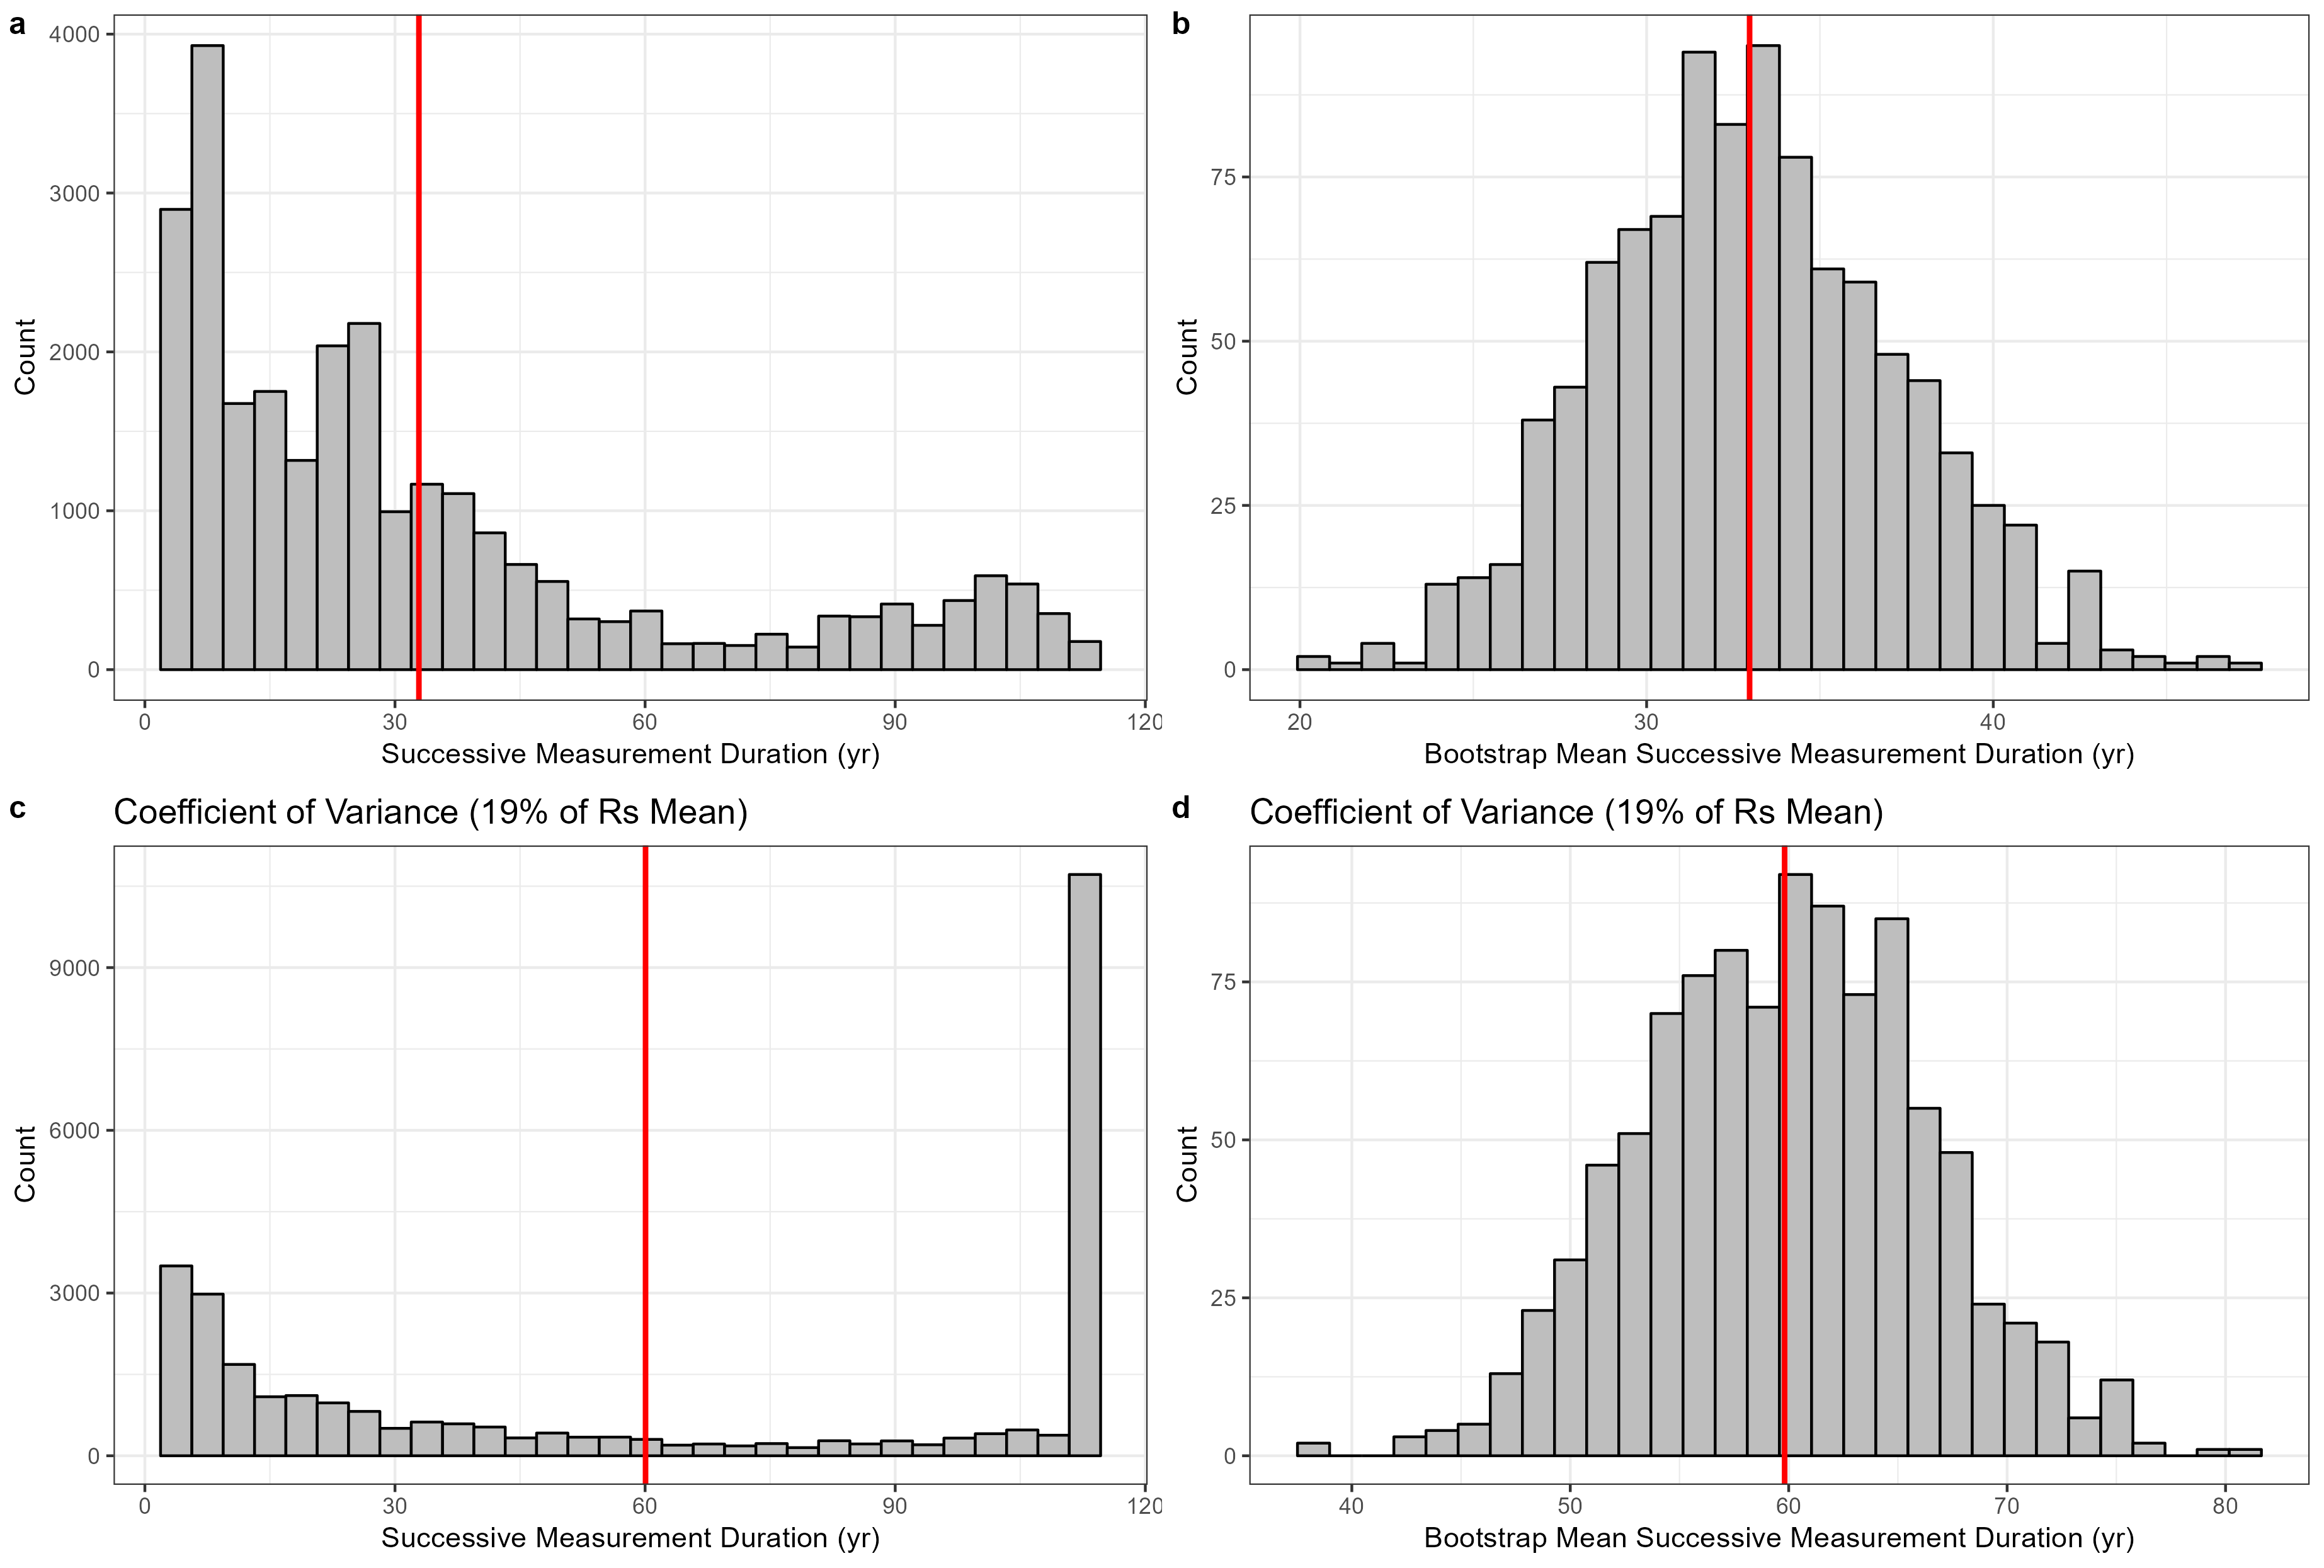 a
4000
3000
2000
1000
0
Count
0 30 60 90 120
Successive Measurement Duration (yr)
b
75
50
25
0
Count
20 30 40
Bootstrap Mean Successive Measurement Duration (yr)
c
Coefficient of Variance (19% of Rs Mean)
9000
6000
3000
0
Count
0 30 60 90 120
Successive Measurement Duration (yr)
d
Coefficient of Variance (19% of Rs Mean)
75
50
25
0
Count
40 50 60 70 80
Bootstrap Mean Successive Measurement Duration (yr)